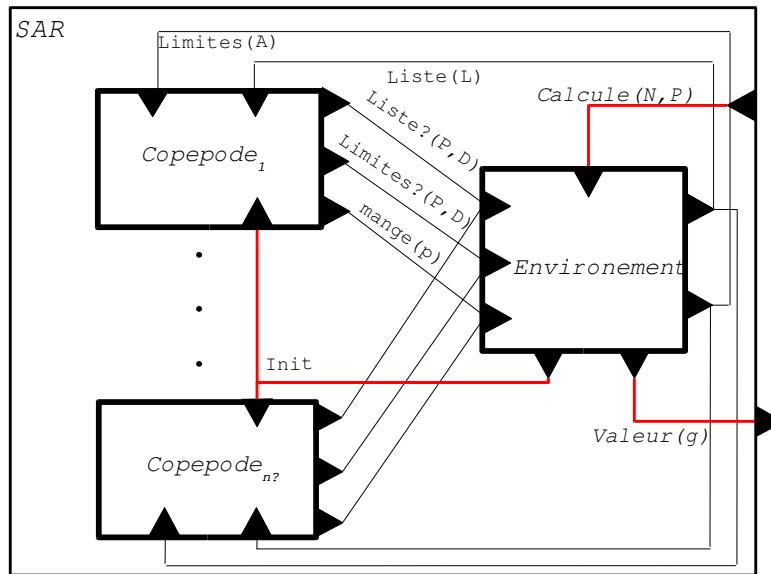 SAR
Limites(A)
Liste(L)
Calcule(N,P)
Liste?(P,D)
Copepode1
Limites?(P,D)
mange(p)
Environement
Init
Valeur(g)
Copepoden?